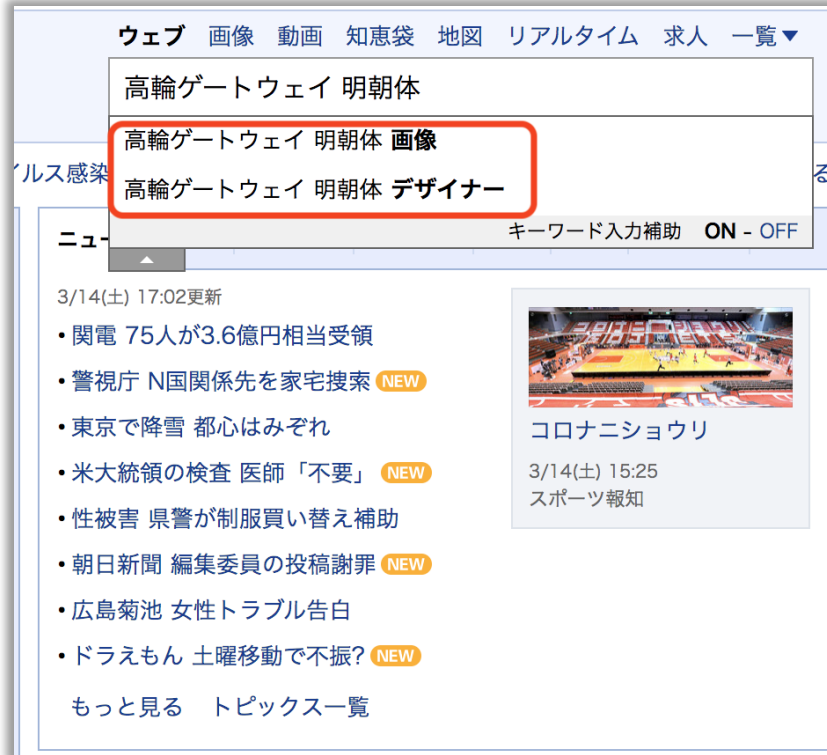 ウェブ 画像 動画 知恵袋 地図 リアルタイム 求人 一覧▼
高輪ゲートウェイ 明朝体
高輪ゲートウェイ 明朝体 画像
高輪ゲートウェイ 明朝体 デザイナー
キーワード入力補助 ON - OFF
イルス感染
る
ニュー
3/14(土) 17:02更新
・関電 75人が3.6億円相当受領
・警視庁 N国関係先を家宅捜索 NEW
・東京で降雪 都心はみぞれ
・米大統領の検査 医師「不要」 NEW
・性被害 県警が制服買い替え補助
・朝日新聞 編集委員の投稿謝罪 NEW
・広島菊池 女性トラブル告白
・ドラえもん 土曜移動で不振? NEW
もっと見る トピックス一覧
コロナニショウリ
3/14(土) 15:25
スポーツ報知